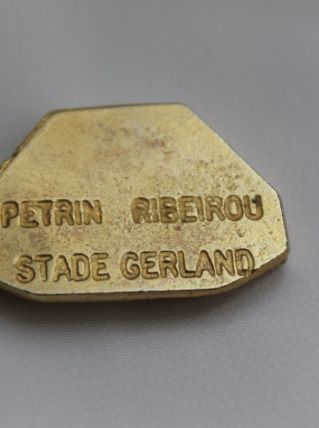 PETRIN RIBEIROU
STADE GERLAND